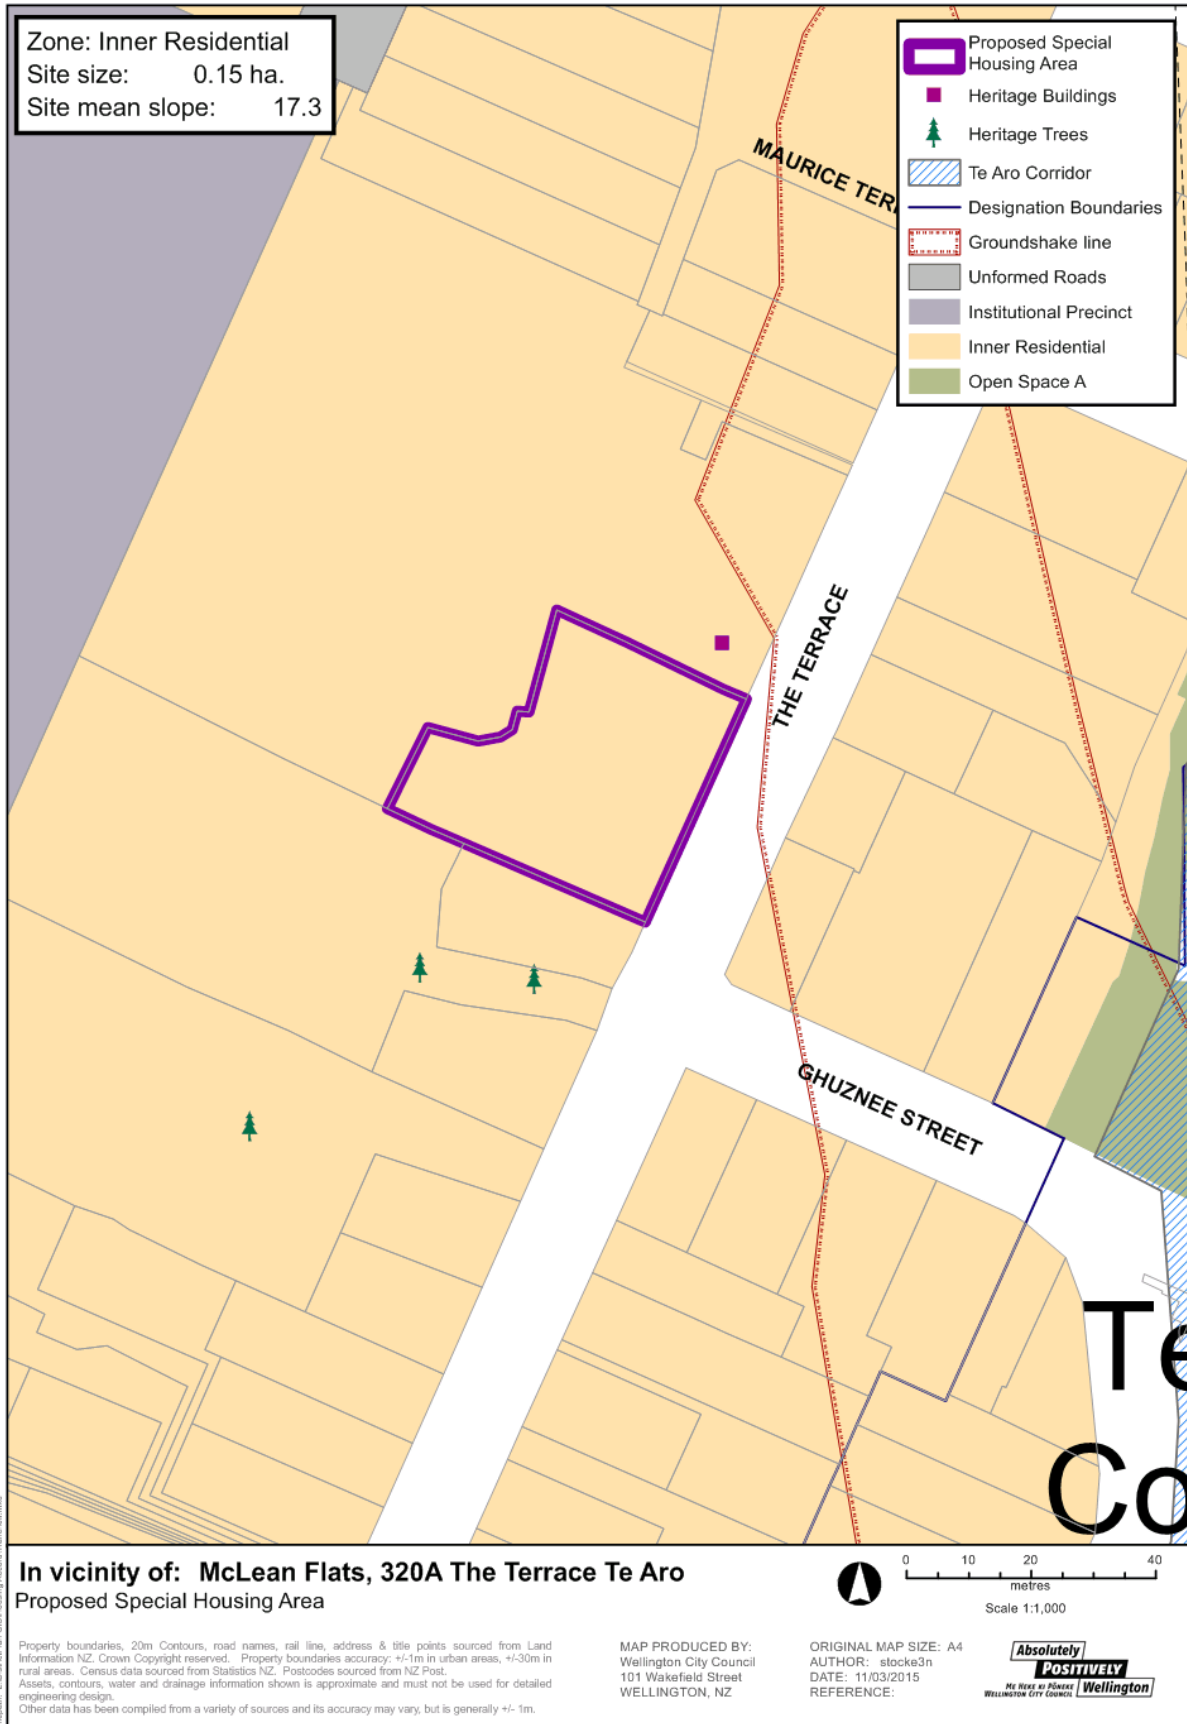 Zone: Inner Residential
Site size: 0.15 ha.
Site mean slope: 17.3
Proposed Special
Housing Area
Heritage Buildings
Heritage Trees
Te Aro Corridor
Designation Boundaries
Groundshake line
Unformed Roads
Institutional Precinct
Inner Residential
Open Space A
MAURICE TER
THE TERRACE
GHUZNEE STREET
Te
Co
In vicinity of: McLean Flats, 320A The Terrace Te Aro
Proposed Special Housing Area
0 10 20 40
metres
Scale 1:1,000
Property boundaries, 20m Contours, road names, rail line, address & title points sourced from Land
Information NZ. Crown Copyright reserved. Property boundaries accuracy: +/-1m in urban areas, +/-30m in
rural areas. Census data sourced from Statistics NZ. Postcodes sourced from NZ Post.
Assets, contours, water and drainage information shown is approximate and must not be used for detailed
engineering design.
Other data has been compiled from a variety of sources and its accuracy may vary, but is generally +/- 1m.
MAP PRODUCED BY:
Wellington City Council
101 Wakefield Street
WELLINGTON, NZ
ORIGINAL MAP SIZE: A4
AUTHOR: stocke3n
DATE: 11/03/2015
REFERENCE:
Absolutely
POSITIVELY
ME HEKE KI PŌNEKE
WELLINGTON CITY COUNCIL
Wellington